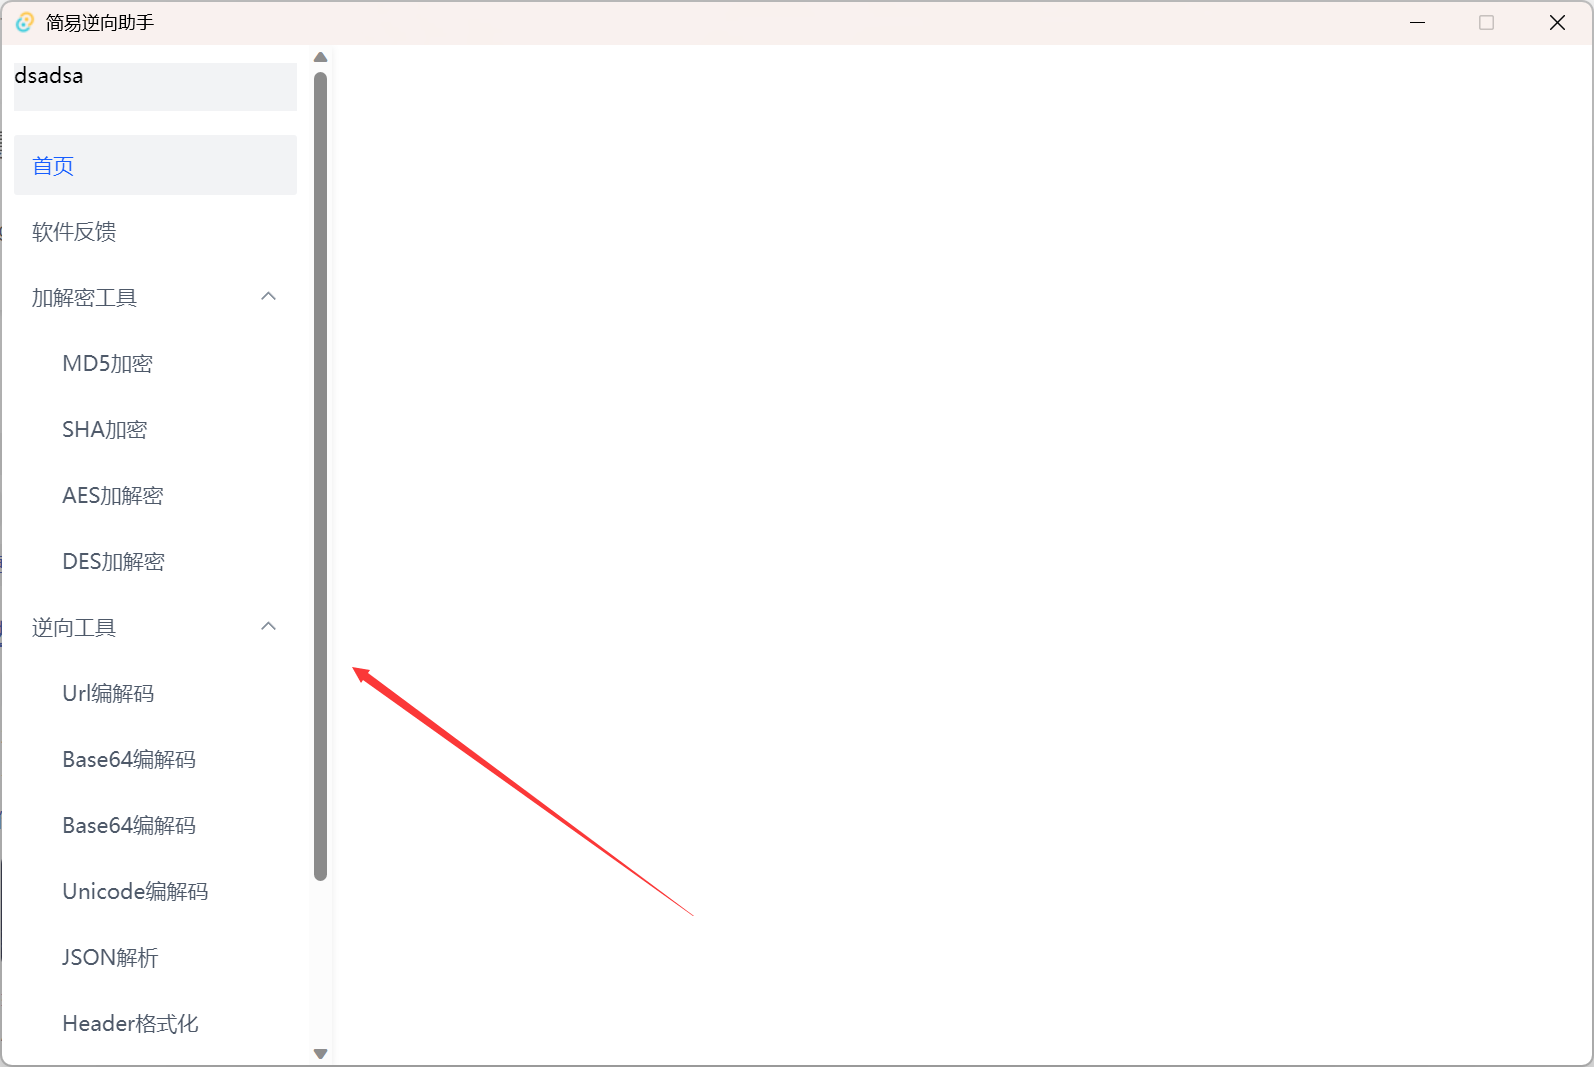 简易逆向助手
dsadsa
首页
软件反馈
加解密工具
MD5加密
SHA加密
AES加解密
DES加解密
逆向工具
Url编解码
Base64编解码
Base64编解码
Unicode编解码
JSON解析
Header格式化